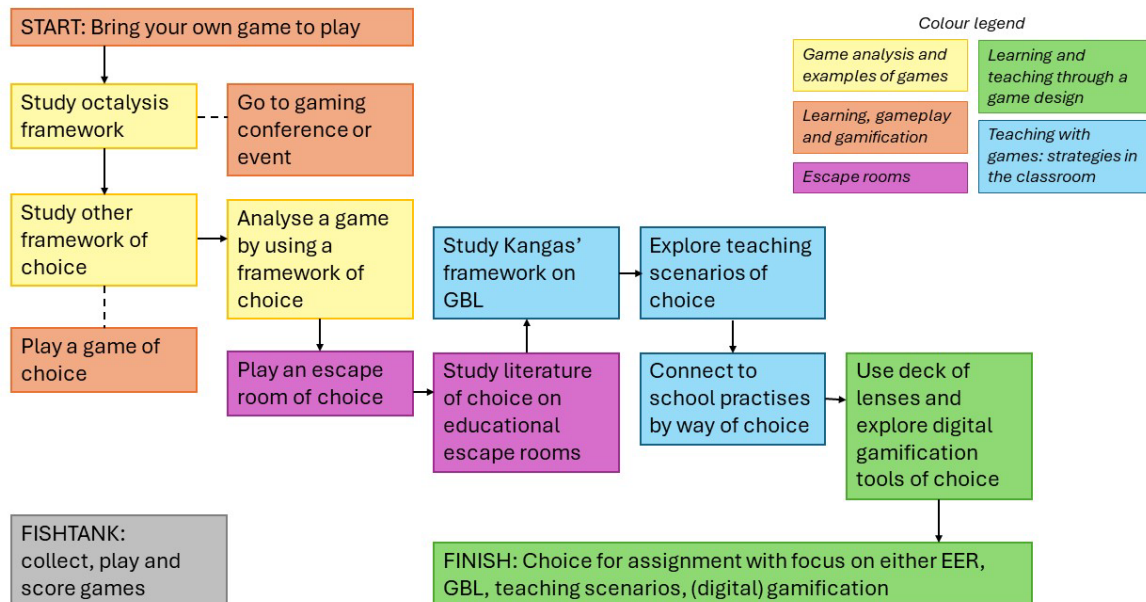 START: Bring your own game to play
Colour legend
Game analysis and
examples of games
Learning and
teaching through a
game design
Learning, gameplay
and gamification
Teaching with
games: strategies in
the classroom
Escape rooms
Study octalysis
framework
Go to gaming
conference or
event
Study other
framework of
choice
Analyse a game
by using a
framework of
choice
Study Kangas’
framework on
GBL
Explore teaching
scenarios of
choice
Play a game of
choice
Play an escape
room of choice
Study literature
of choice on
educational
escape rooms
Connect to
school practises
by way of choice
Use deck of
lenses and
explore digital
gamification
tools of choice
FISHTANK:
collect, play and
score games
FINISH: Choice for assignment with focus on either EER,
GBL, teaching scenarios, (digital) gamification